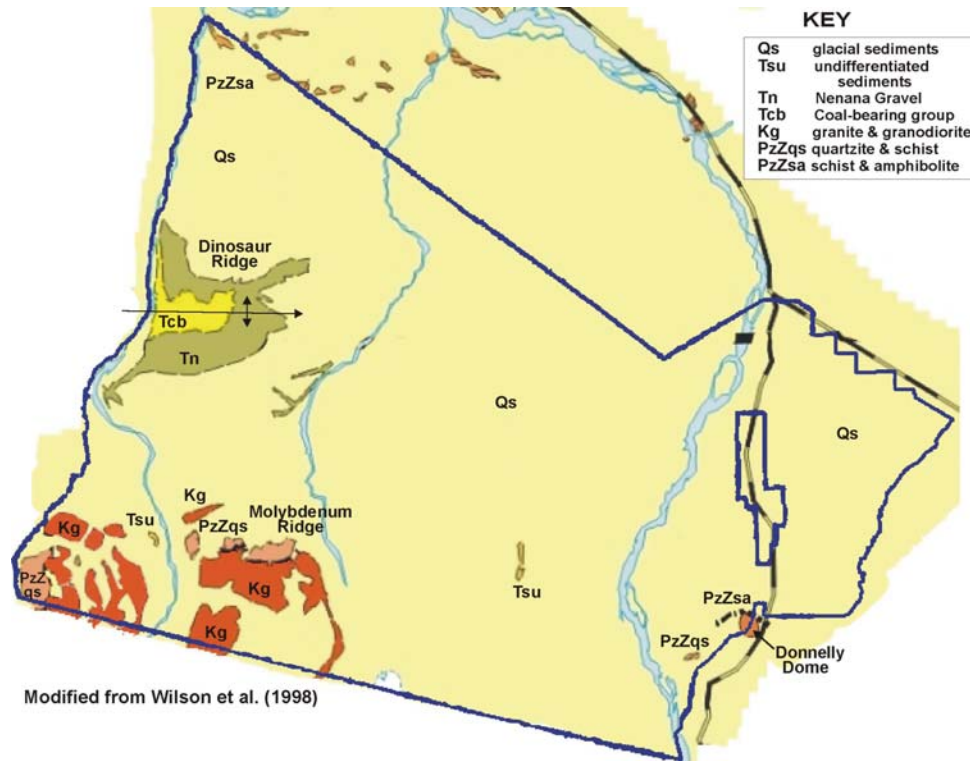 KEY
Qs glacial sediments
Tsu undifferentiated
sediments
Tn Nenana Gravel
Tcb Coal-bearing group
Kg granite & granodiorite
PzZqs quartzite & schist
PzZsa schist & amphibolite
PzZsa
Qs
Dinosaur
Ridge
Tcb
Tn
Qs
Qs
Kg
Molybdenum
Ridge
Kg
Tsu
PzZqs
PzZ
qs
Kg
Kg
Tsu
PzZsa
PzZqs
Donnelly
Dome
Modified from Wilson et al. (1998)